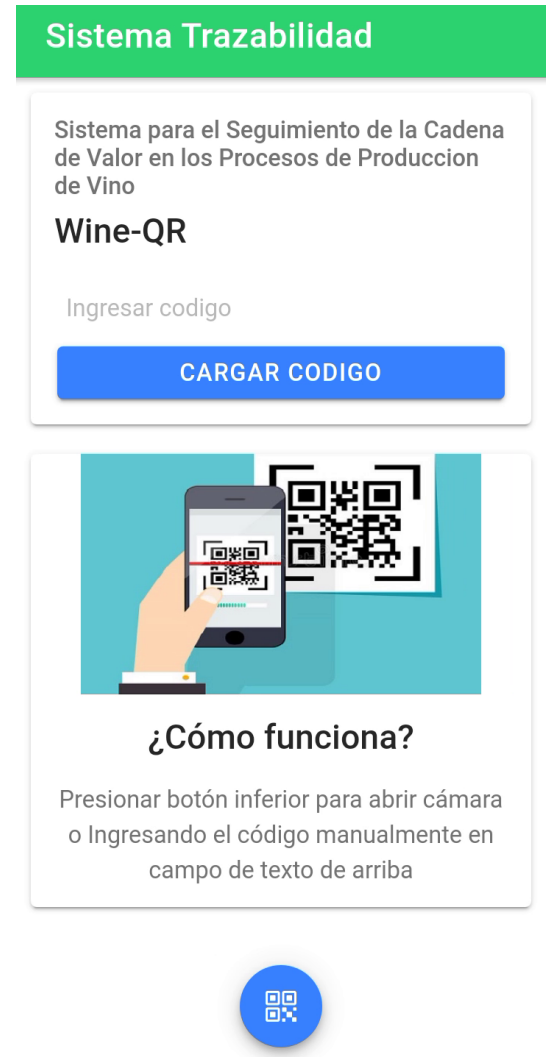 Sistema Trazabilidad
Sistema para el Seguimiento de la Cadena
de Valor en los Procesos de Produccion
de Vino
Wine-QR
Ingresar codigo
CARGAR CODIGO
¿Cómo funciona?
Presionar botón inferior para abrir cámara
o Ingresando el código manualmente en
campo de texto de arriba